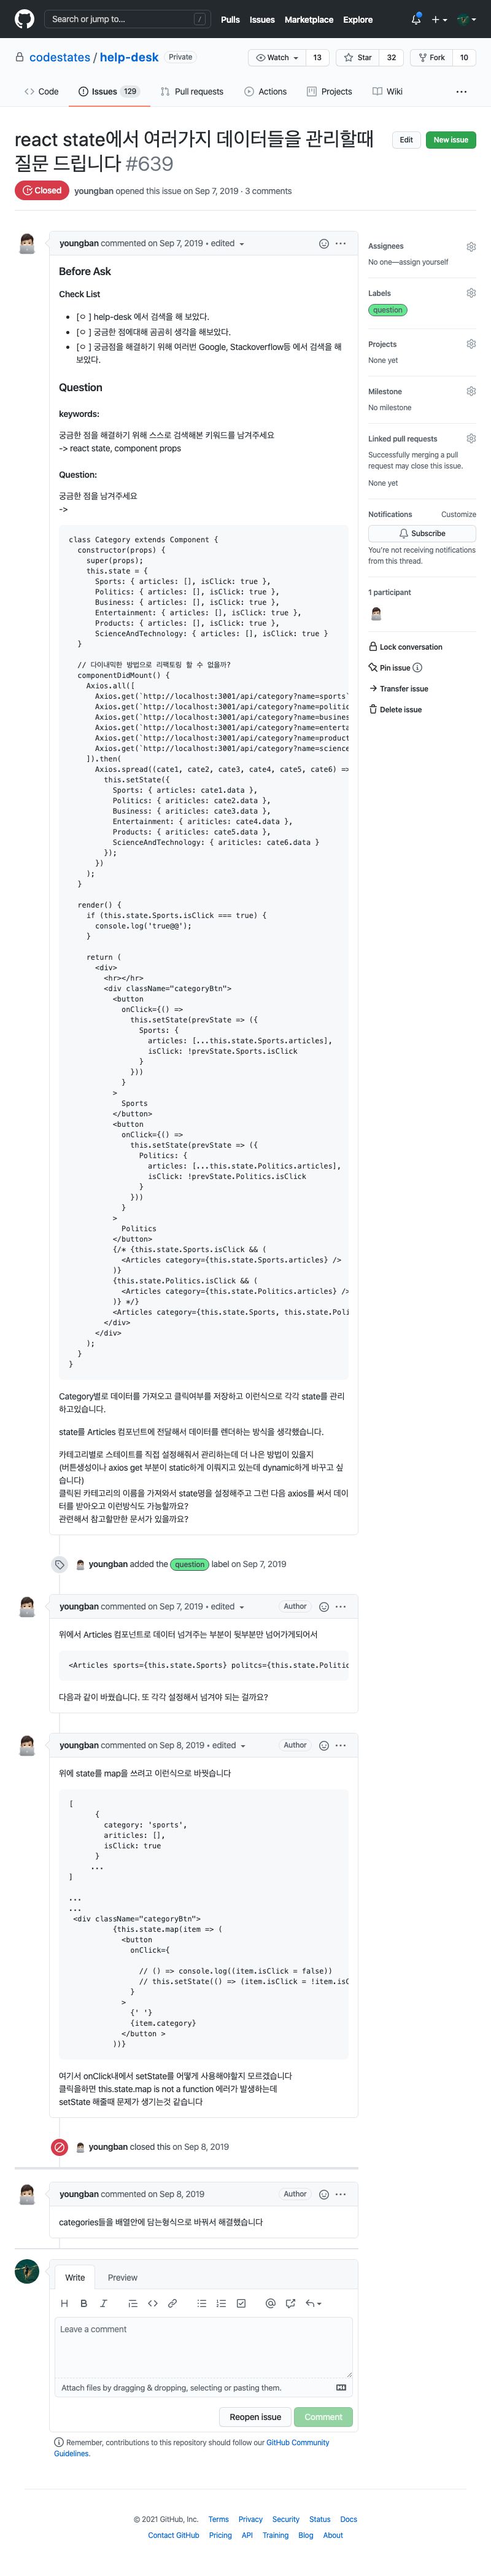 Search or jump to...
/
Pulls Issues Marketplace Explore
codestates / help-desk Private
Watch 13 Star 32 Fork 10
Code Issues 129 Pull requests Actions Projects Wiki ...
react state에서 여러가지 데이터들을 관리할때
질문 드립니다 #639
Edit New issue
Closed youngban opened this issue on Sep 7, 2019 · 3 comments
youngban commented on Sep 7, 2019 • edited
Before Ask
Check List
• [ㅇ ] help-desk 에서 검색을 해 보았다.
• [ㅇ ] 궁금한 점에대해 곰곰히 생각을 해보았다.
• [ㅇ ] 궁금점을 해결하기 위해 여러번 Google, Stackoverflow등 에서 검색을 해
보았다.
Question
keywords:
궁금한 점을 해결하기 위해 스스로 검색해본 키워드를 남겨주세요
-> react state, component props
Question:
궁금한 점을 남겨주세요
->
class Category extends Component {
constructor(props) {
super(props);
this.state = {
Sports: { articles: [], isClick: true },
Politics: { articles: [], isClick: true },
Business: { articles: [], isClick: true },
Entertainment: { articles: [], isClick: true },
Products: { articles: [], isClick: true },
ScienceAndTechnology: { articles: [], isClick: true }
}
// 다이내믹한 방법으로 리팩토링 할 수 없을까?
componentDidMount() {
Axios.all([
Axios.get(`http://localhost:3001/api/category?name=sports`
Axios.get(`http://localhost:3001/api/category?name=politic
Axios.get(`http://localhost:3001/api/category?name=busines
Axios.get(`http://localhost:3001/api/category?name=enterta
Axios.get(`http://localhost:3001/api/category?name=product
Axios.get(`http://localhost:3001/api/category?name=science
]).then(
Axios.spread((cate1, cate2, cate3, cate4, cate5, cate6) =>
this.setState({
Sports: { articles: cate1.data },
Politics: { articles: cate2.data },
Business: { ariticles: cate3.data },
Entertainment: { articles: cate4.data },
Products: { articles: cate5.data },
ScienceAndTechnology: { ariticles: cate6.data }
});
})
);
}
render() {
if (this.state.Sports.isClick === true) {
console.log('true@@');
}
return (
<div>
<hr></hr>
<div className="categoryBtn">
<button
onClick={() =>
this.setState(prevState => ({
Sports: {
articles: [...this.state.Sports.articles],
isClick: !prevState.Sports.isClick
}
}))
}
>
Sports
</button>
<button
onClick={() =>
this.setState(prevState => ({
Politics: {
articles: [...this.state.Politics.articles],
isClick: !prevState.Politics.isClick
}
}))
}
>
Politics
</button>
{/* {this.state.Sports.isClick && (
<Articles category={this.state.Sports.articles} />
)}
{this.state.Politics.isClick && (
<Articles category={this.state.Politics.articles} />
)} */}
<Articles category={this.state.Sports, this.state.Poli
</div>
</div>
);
}
}
Category별로 데이터를 가져오고 클릭여부를 저장하고 이런식으로 각각 state를 관리
하고있습니다.
state를 Articles 컴포넌트에 전달해서 데이터를 렌더하는 방식을 생각했습니다.
카테고리별로 스테이트를 직접 설정해줘서 관리하는데 더 나은 방법이 있을지
(버튼생성이나 axios get 부분이 static하게 이뤄지고 있는데 dynamic하게 바꾸고 싶
습니다)
클릭된 카테고리의 이름을 가져와서 state명을 설정해주고 그런 다음 axios를 써서 데이
터를 받아오고 이런방식도 가능할까요?
관련해서 참고할만한 문서가 있을까요?
youngban added the question label on Sep 7, 2019
youngban commented on Sep 7, 2019 • edited Author
위에서 Articles 컴포넌트로 데이터 넘겨주는 부분이 뒷부분만 넘어가게되어서
<Articles sports={this.state.Sports} politcs={this.state.Politic
다음과 같이 바꿨습니다. 또 각각 설정해서 넘겨야 되는 걸까요?
youngban commented on Sep 8, 2019 • edited Author
위에 state를 map을 쓰려고 이런식으로 바꿧습니다
[
{
category: 'sports',
ariticles: [],
isClick: true
}
...
]
...
...
<div className="categoryBtn">
{this.state.map(item => (
<button
onClick={
// () => console.log((item.isClick = false))
// this.setState(() => (item.isClick = !item.isC
}
>
{' '}
{item.category}
</button >
))}
여기서 onClick내에서 setState를 어떻게 사용해야할지 모르겠습니다
클릭을하면 this.state.map is not a function 에러가 발생하는데
setState 해줄때 문제가 생기는것 같습니다
youngban closed this on Sep 8, 2019
youngban commented on Sep 8, 2019 Author
categories들을 배열안에 담는형식으로 바꿔서 해결했습니다
Write Preview
Leave a comment
Attach files by dragging & dropping, selecting or pasting them.
Reopen issue Comment
Remember, contributions to this repository should follow our GitHub Community
Guidelines.
Assignees
No one—assign yourself
Labels
question
Projects
None yet
Milestone
No milestone
Linked pull requests
Successfully merging a pull
request may close this issue.
None yet
Notifications Customize
Subscribe
You're not receiving notifications
from this thread.
1 participant
Lock conversation
Pin issue
Transfer issue
Delete issue
© 2021 GitHub, Inc. Terms Privacy Security Status Docs
Contact GitHub Pricing API Training Blog About